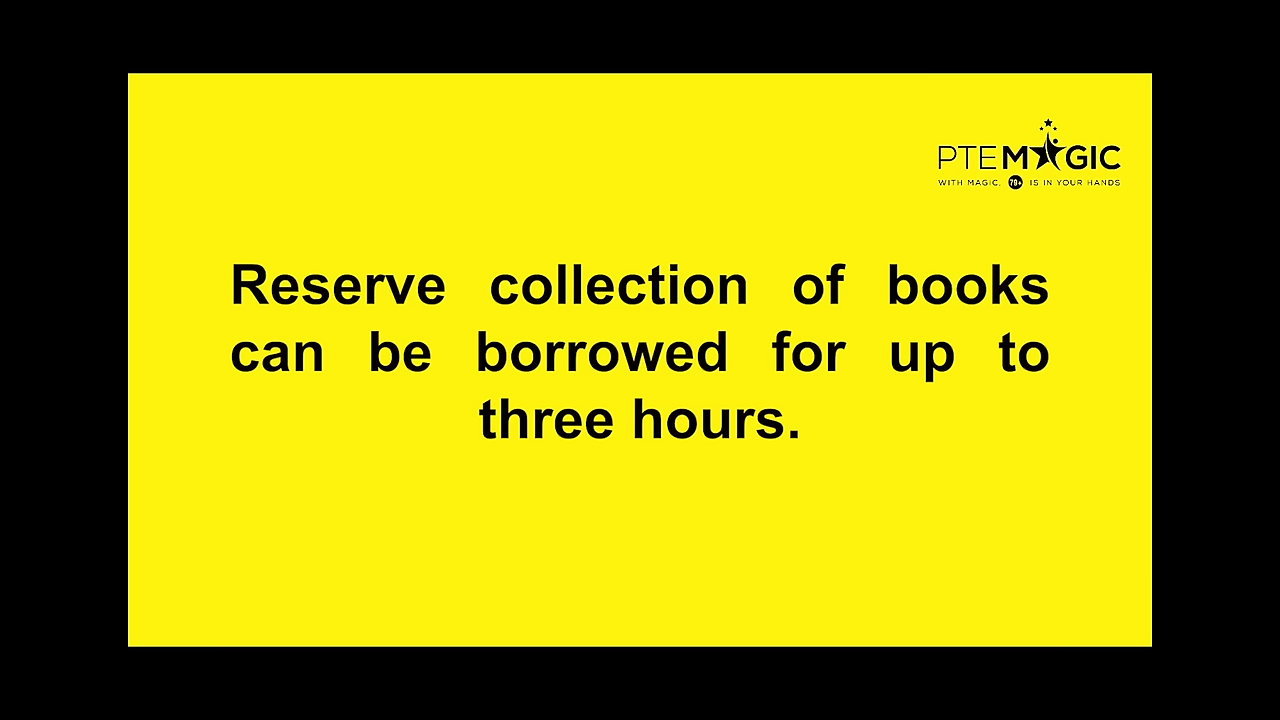 PTEMAGIC
WITH MAGIC. 79+ IS IN YOUR HANDS
Reserve collection of books
can be borrowed for up to
three hours.